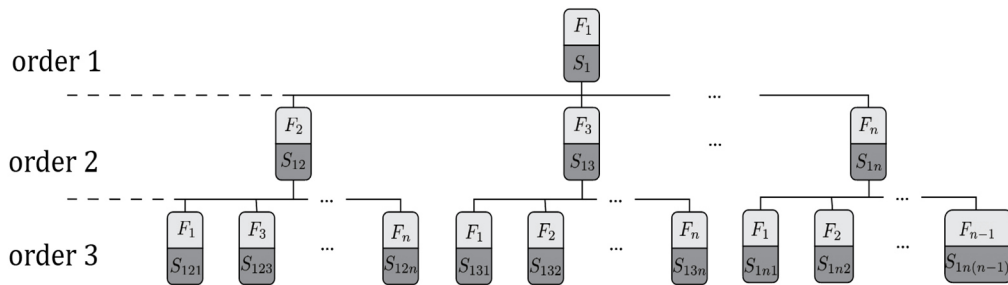 F₁
order 1
S₁
...
F₂ F₃ ... Fₙ
order 2
S₁₂ S₁₃ S₁ₙ
... ... ...
F₁ F₃ ... Fₙ F₁ F₂ ... Fₙ F₁ F₂ ... Fₙ₋₁
order 3
S₁₂₁ S₁₂₃ S₁₂ₙ S₁₃₁ S₁₃₂ S₁₃ₙ S₁ₙ₁ S₁ₙ₂ S₁ₙ₍ₙ₋₁₎